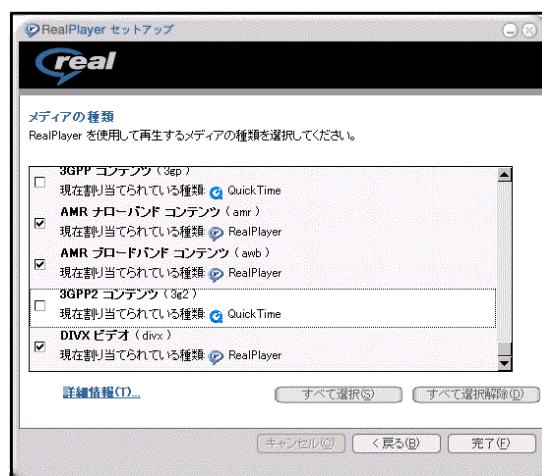 RealPlayer セットアップ
real
メディアの種類
RealPlayer を使用して再生するメディアの種類を選択してください。
3GPP コンテンツ（3gp）
現在割り当てられている種類: QuickTime
AMR ナローバンド コンテンツ（amr）
現在割り当てられている種類: RealPlayer
AMR ブロードバンド コンテンツ（awb）
現在割り当てられている種類: RealPlayer
3GPP2 コンテンツ（3g2）
現在割り当てられている種類: QuickTime
DIVX ビデオ（divx）
現在割り当てられている種類: RealPlayer
詳細情報(T)...
すべて選択(S) すべて選択解除(D)
キャンセル(C) < 戻る(B) 完了(F)